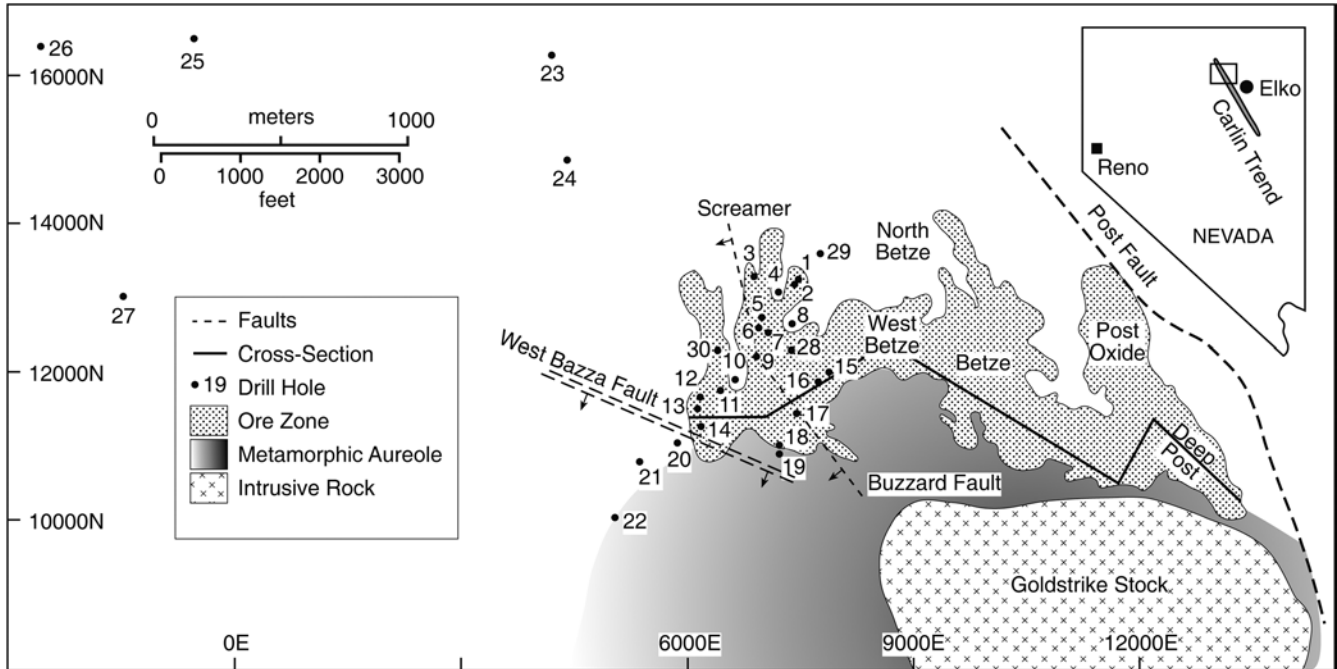 26
25
23
16000N
0 meters 1000
0 1000 2000 3000
feet
24
Elko
Reno
Carlin Trend
NEVADA
14000N
Screamer
North
Betze
Post Fault
3
4
1
29
2
27
5
8
6
7
Faults
Cross-Section
19 Drill Hole
Ore Zone
Metamorphic Aureole
Intrusive Rock
West Bazza Fault
30
10
9
28
West
Betze
Betze
Post
Oxide
12000N
12
16
15
13
11
17
14
18
Deep
Post
20
19
21
Buzzard Fault
22
10000N
Goldstrike Stock
0E
6000E
9000E
12000E